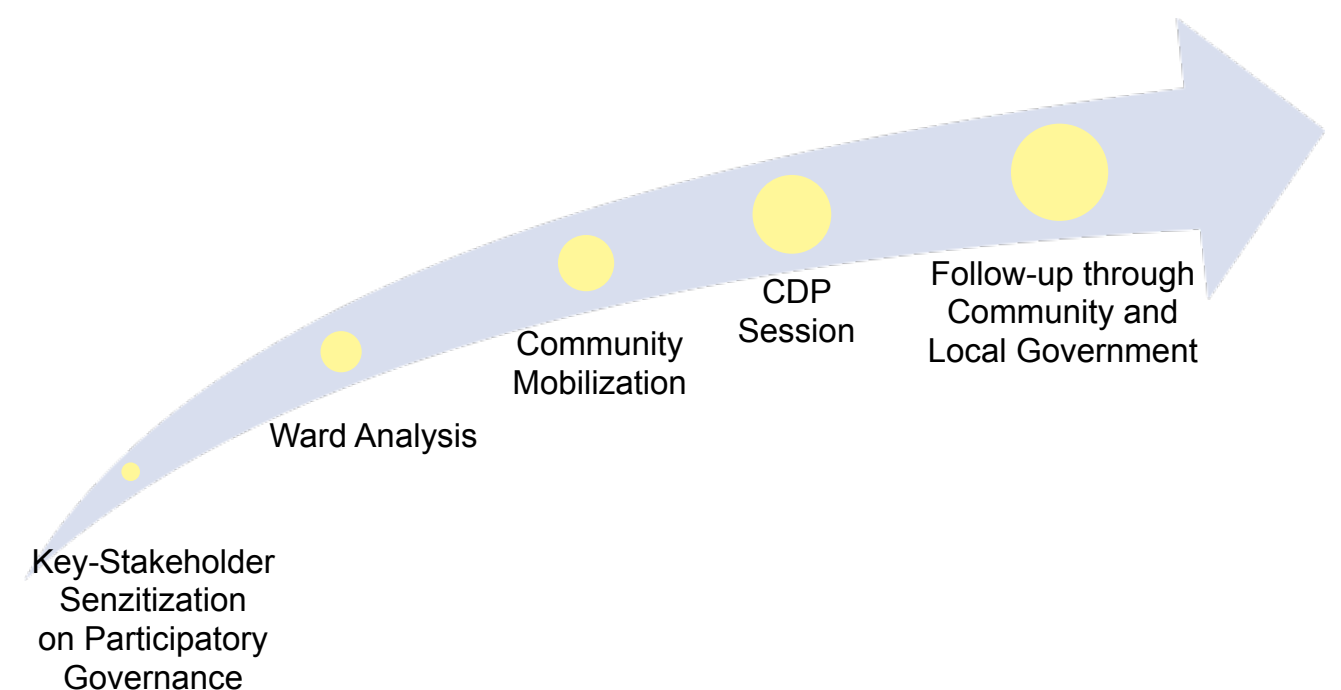 Key-Stakeholder
Senzitization
on Participatory
Governance
Ward Analysis
Community
Mobilization
CDP
Session
Follow-up through
Community and
Local Government